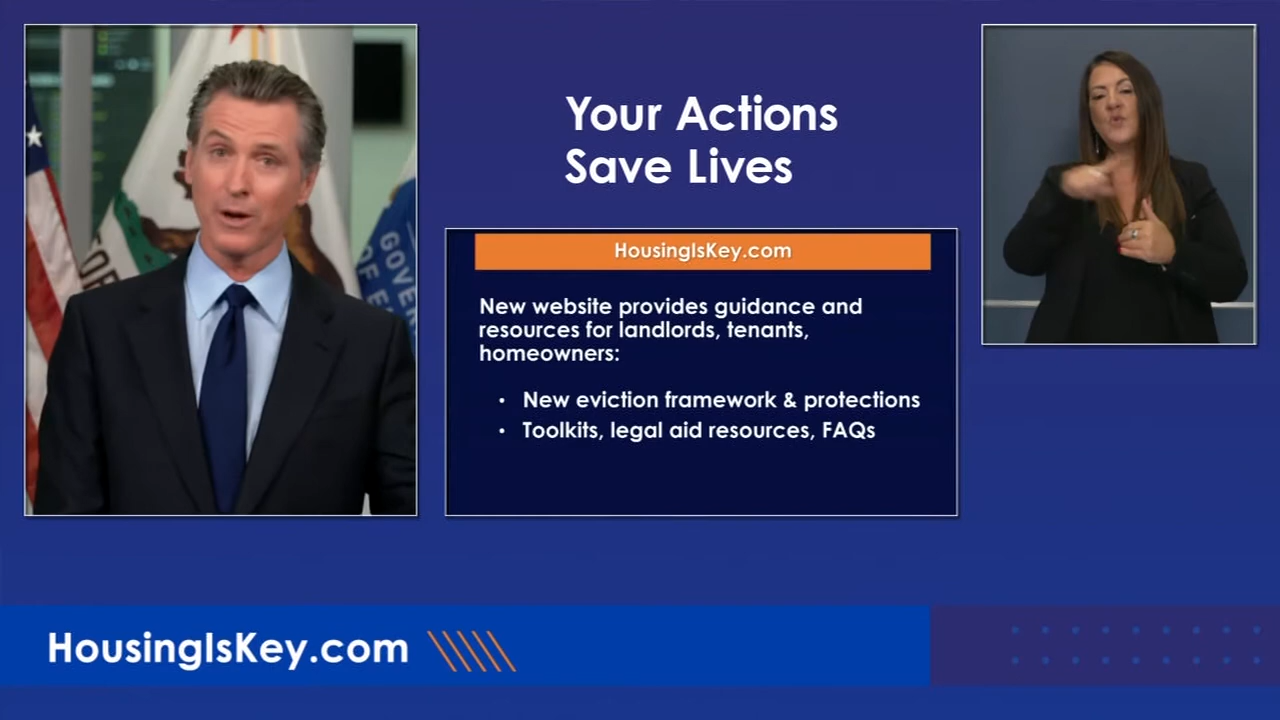 Your Actions
Save Lives
HousingIsKey.com
New website provides guidance and
resources for landlords, tenants,
homeowners:
• New eviction framework & protections
• Toolkits, legal aid resources, FAQs
HousingIsKey.com